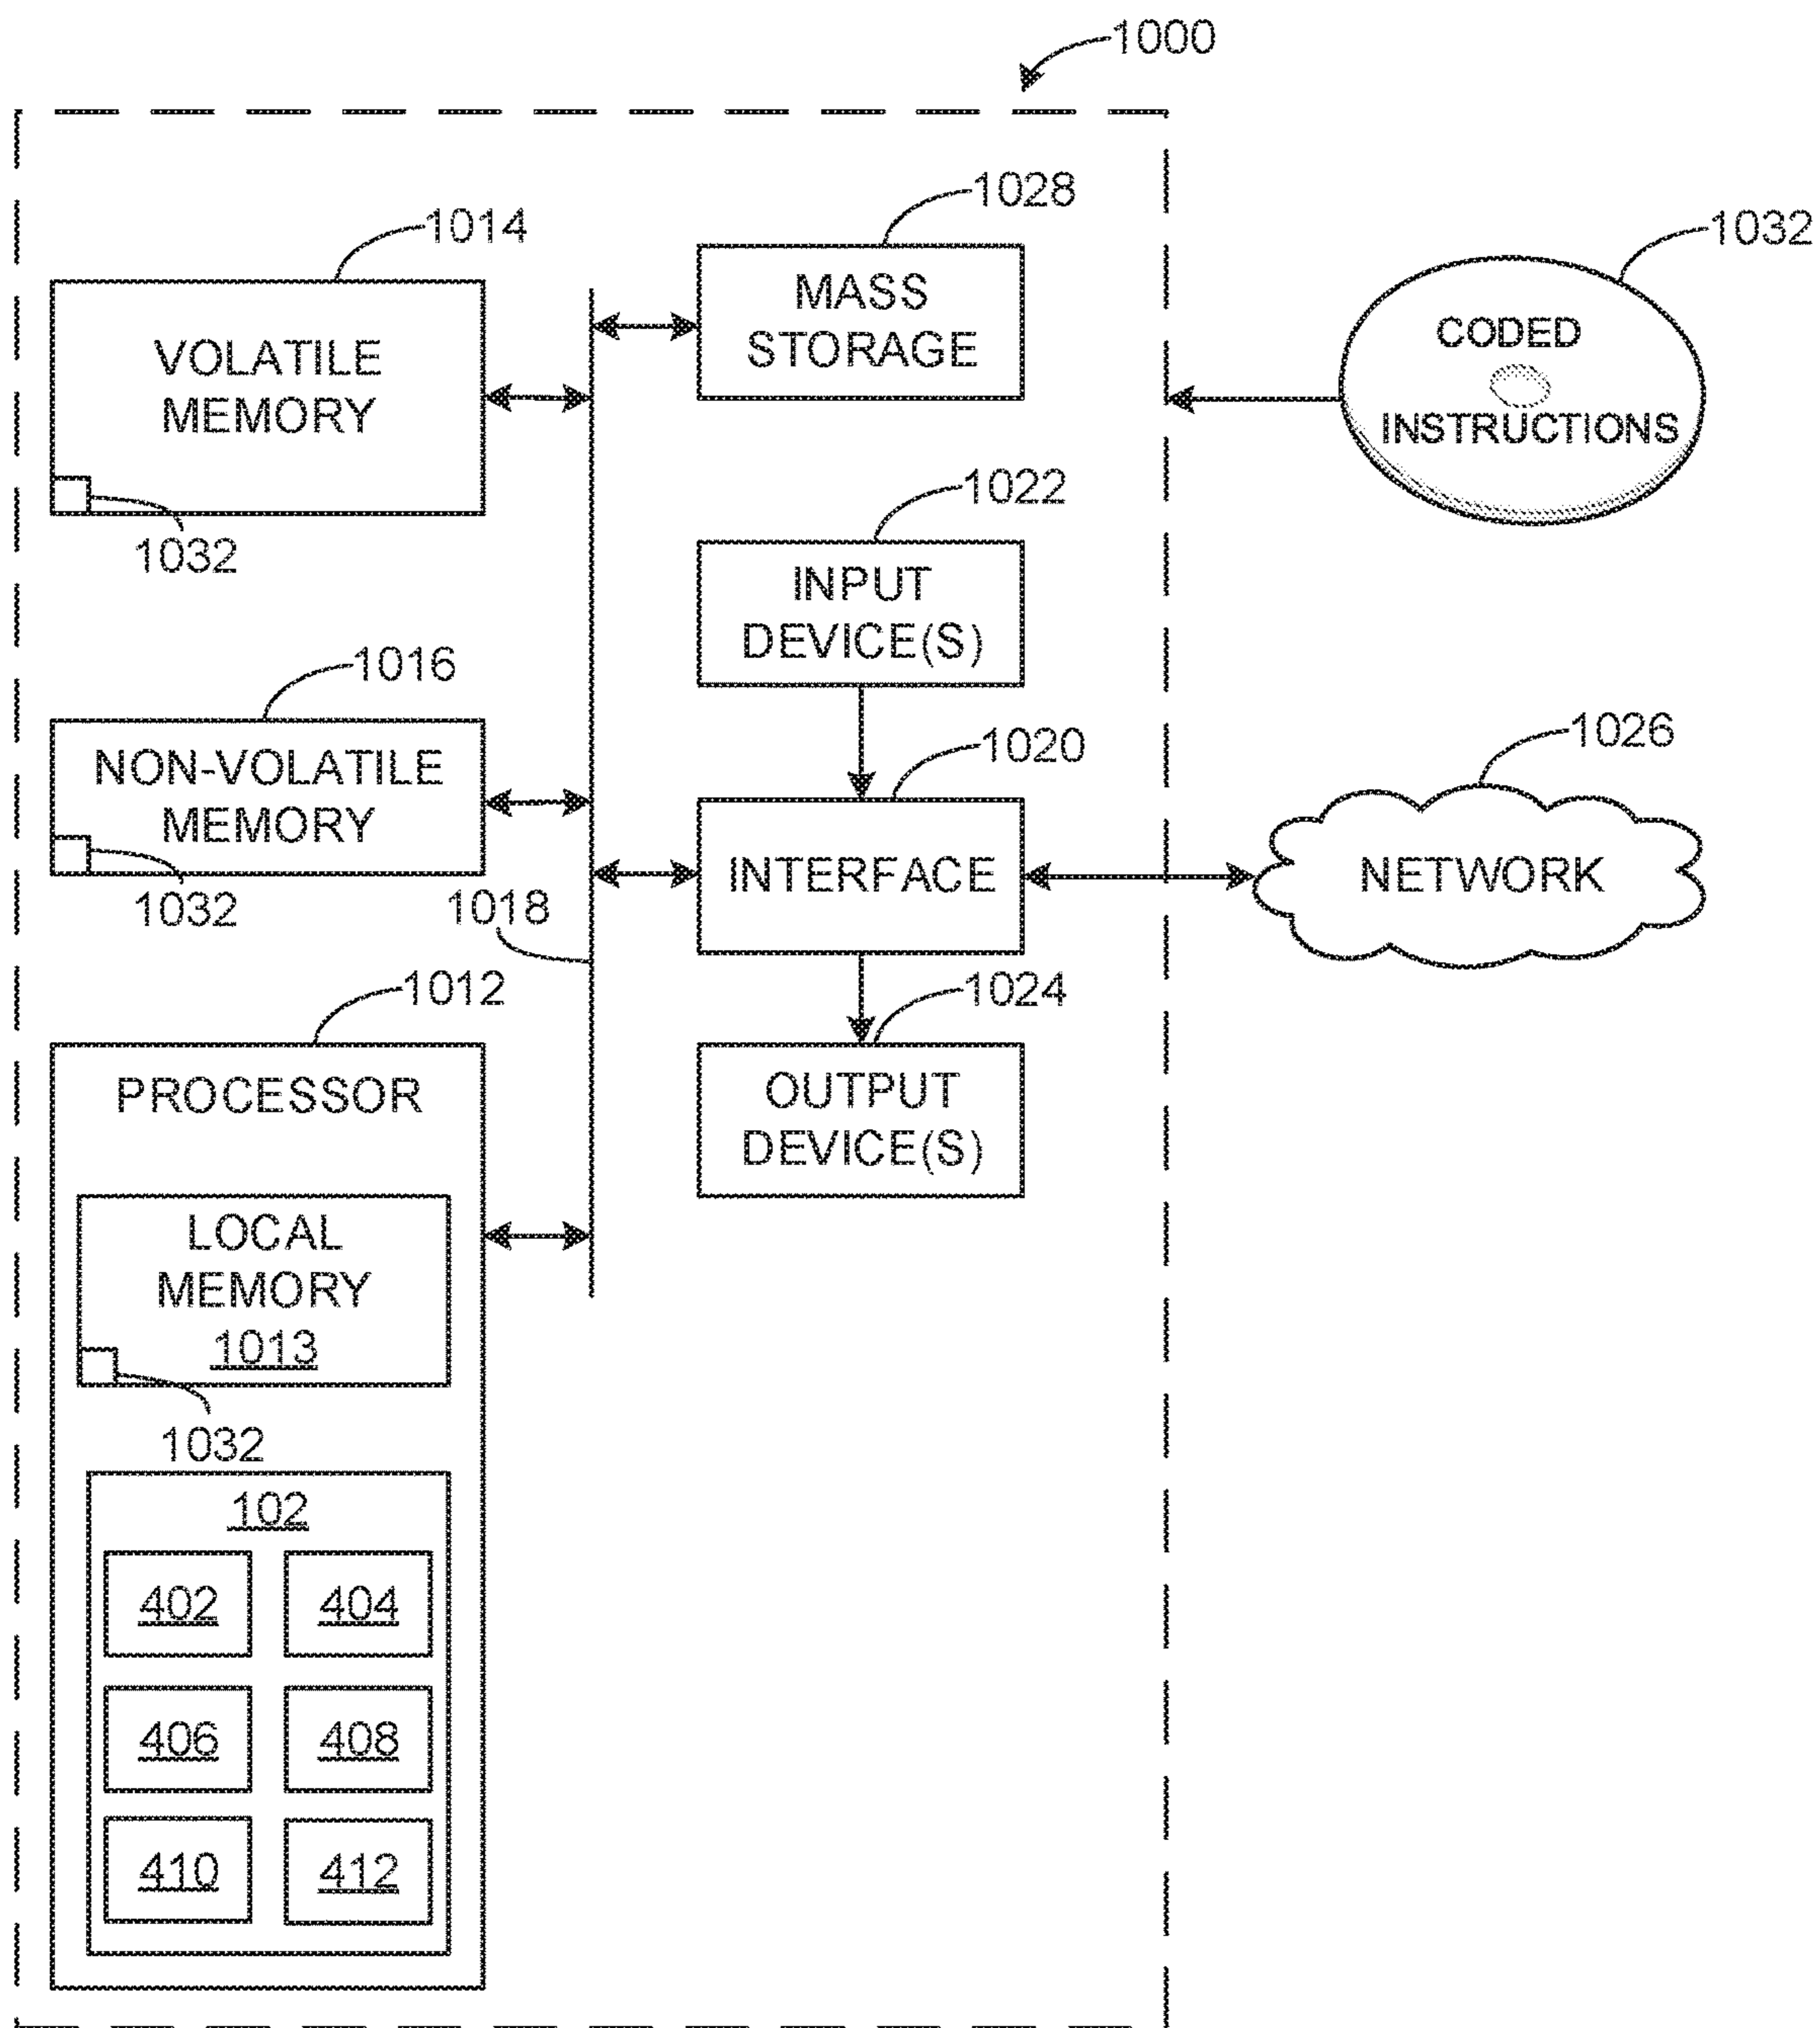 1000
1028
1014
1032
MASS
STORAGE
VOLATILE
MEMORY
CODED
INSTRUCTIONS
1022
1032
INPUT
DEVICE(S)
1016
1020
1026
NON-VOLATILE
MEMORY
INTERFACE
NETWORK
1032
1018
1012
1024
PROCESSOR
OUTPUT
DEVICE(S)
LOCAL
MEMORY
1013
1032
102
402
404
406
408
410
412